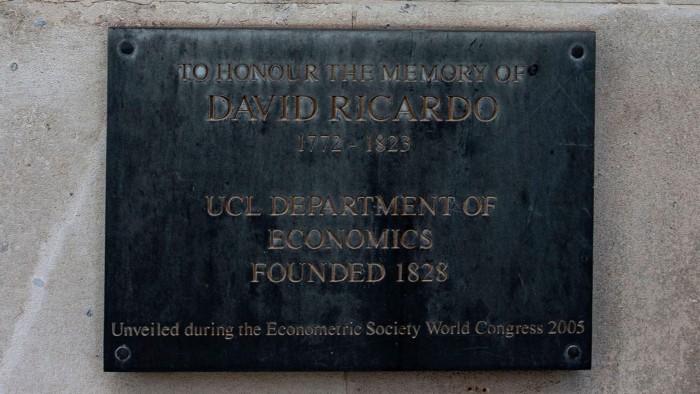 TO HONOUR THE MEMORY OF
DAVID RICARDO
1772 - 1823
UCL DEPARTMENT OF
ECONOMICS
FOUNDED 1828
Unveiled during the Econometric Society World Congress 2005